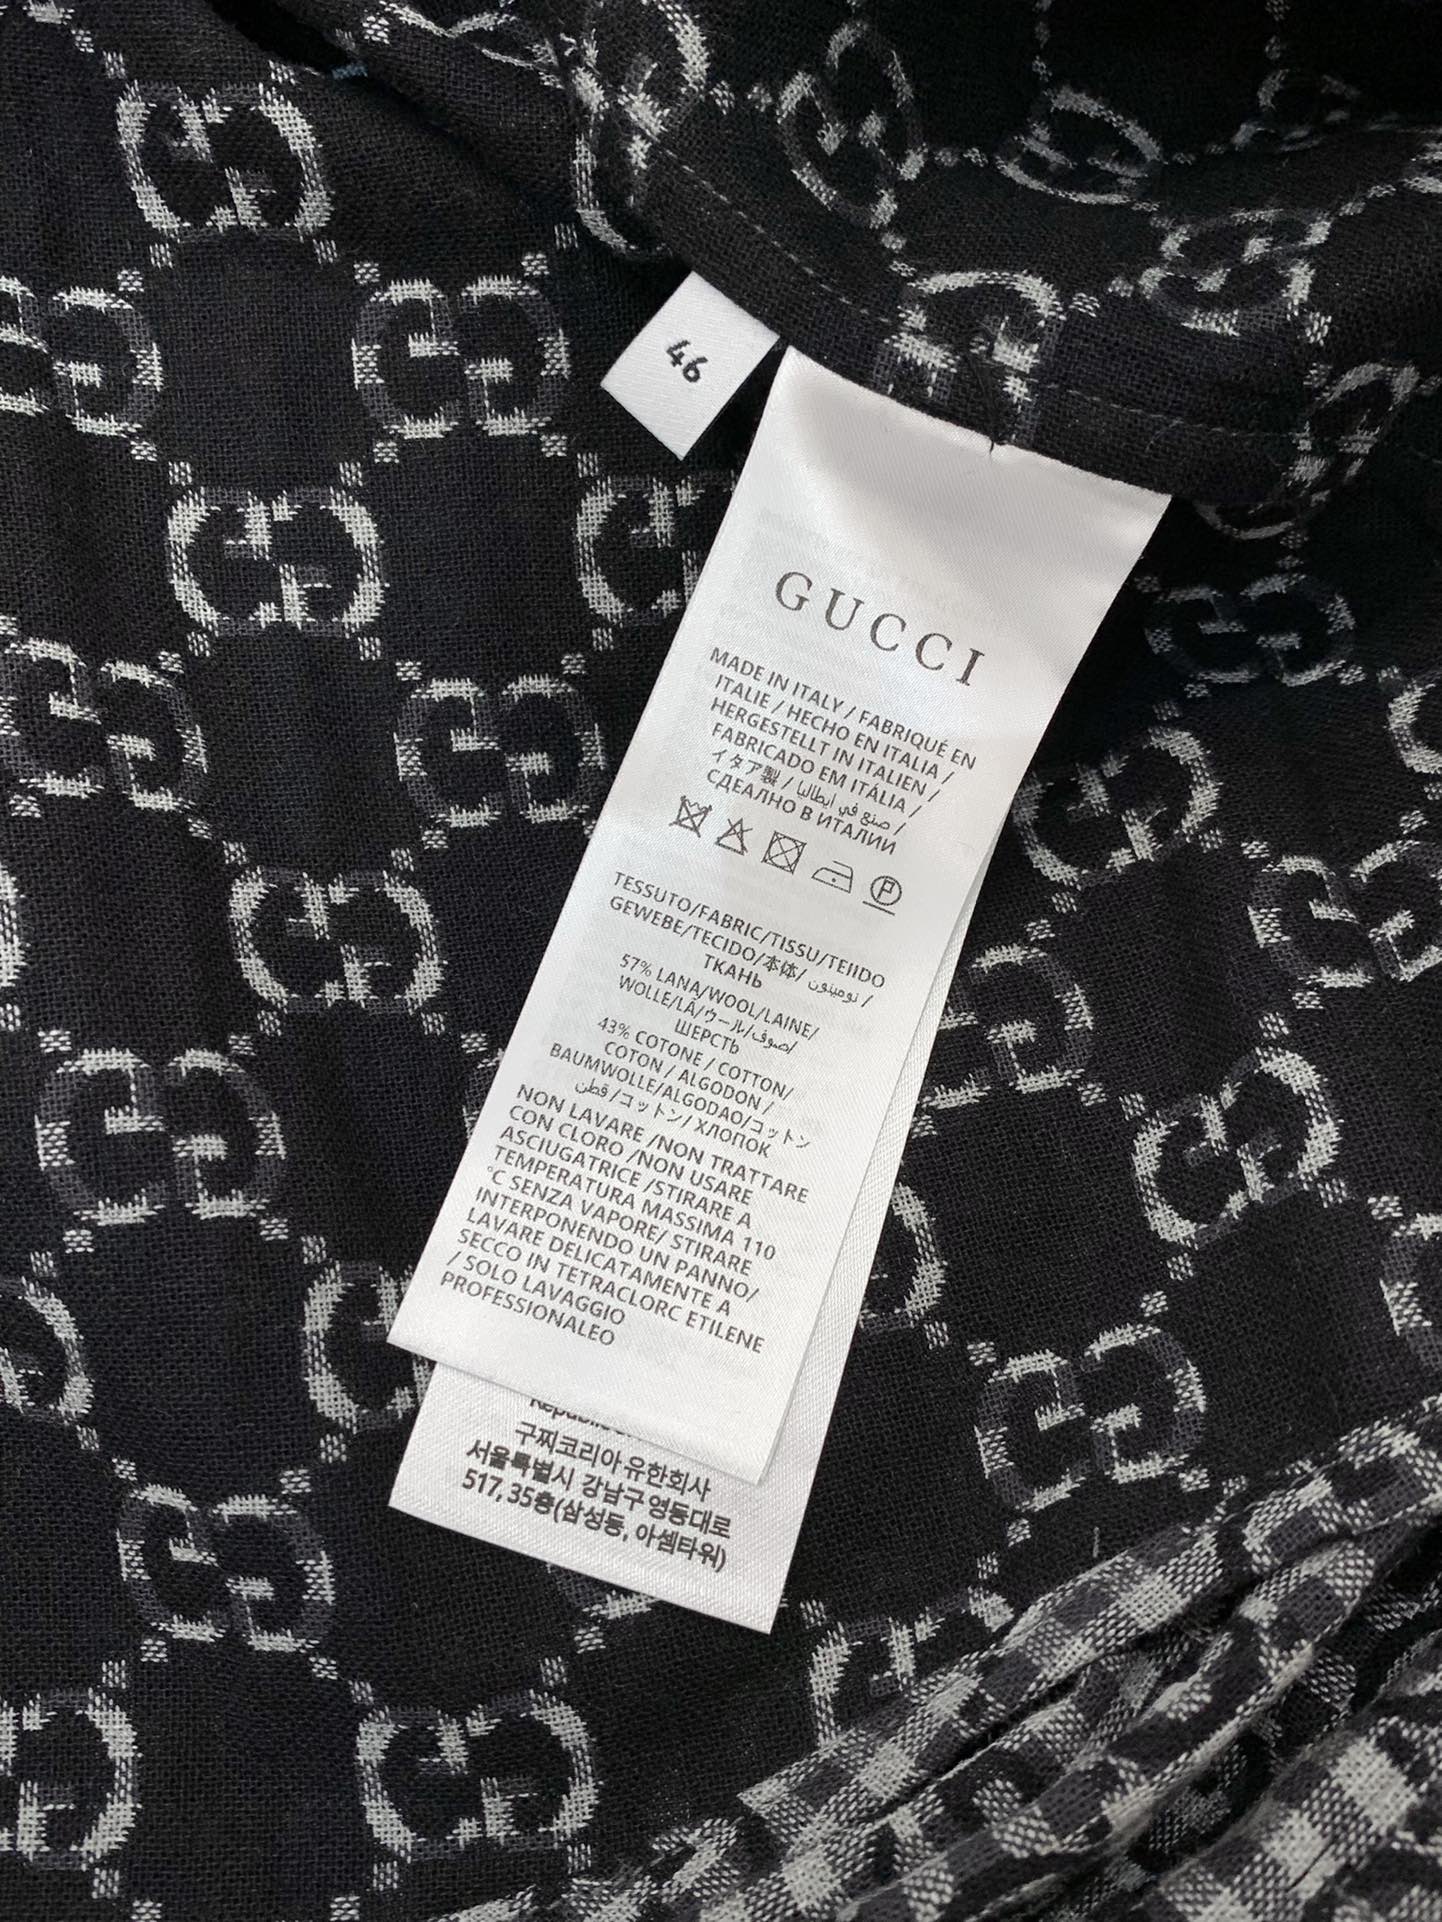 46
GUCCI
MADE IN ITALY / FABRIQUÉ EN
ITALIE / HECHO EN ITALIA /
HERGESTELLT IN ITALIEN /
FABRICADO EM ITÁLIA /
イタア製 / صنع في ايطاليا /
СДЕАЛНО В ИТАЛИИ
P
TESSUTO/FABRIC/TISSU/TEIIDO
GEWEBE/TECIDO/本体/ نومينون /
ТКАНЬ
57% LANA/WOOL/LAINE/
WOLLE/LÃ/ウール/صوف/
ШЕРСТЬ
43% COTONE / COTTON/
COTON / ALGODON /
BAUMWOLLE/ALGODAO/コットン
قطن/コットン/ ХЛОПОК
NON LAVARE /NON TRATTARE
CON CLORO /NON USARE
ASCIUGATRICE /STIRARE A
TEMPERATURA MASSIMA 110
°C SENZA VAPORE/ STIRARE
INTERPONENDO UN PANNO/
LAVARE DELICATAMENTE A
SECCO IN TETRACLORC ETILENE
/ SOLO LAVAGGIO
PROFESSIONALEO
구찌코리아 유한회사
서울특별시 강남구 영동대로
517, 35층(삼성동, 아셈타워)